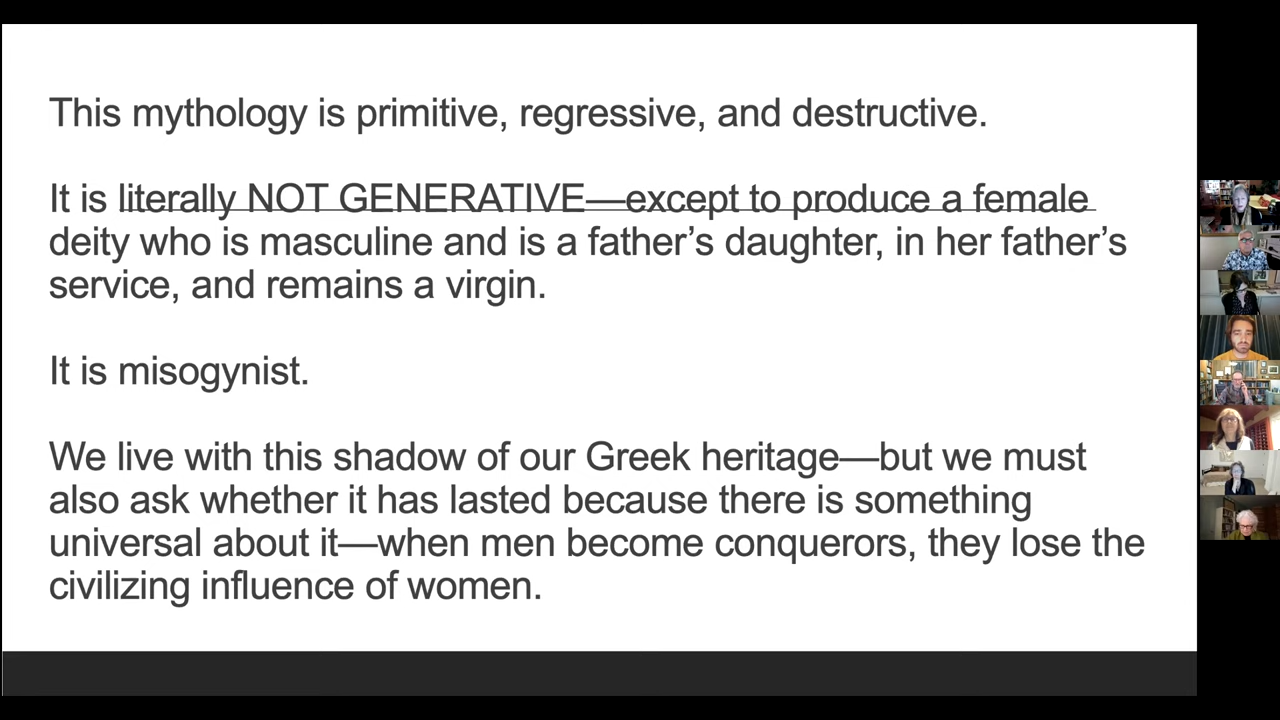 This mythology is primitive, regressive, and destructive.
It is literally NOT GENERATIVE—except to produce a female
deity who is masculine and is a father’s daughter, in her father’s
service, and remains a virgin.
It is misogynist.
We live with this shadow of our Greek heritage—but we must
also ask whether it has lasted because there is something
universal about it—when men become conquerors, they lose the
civilizing influence of women.